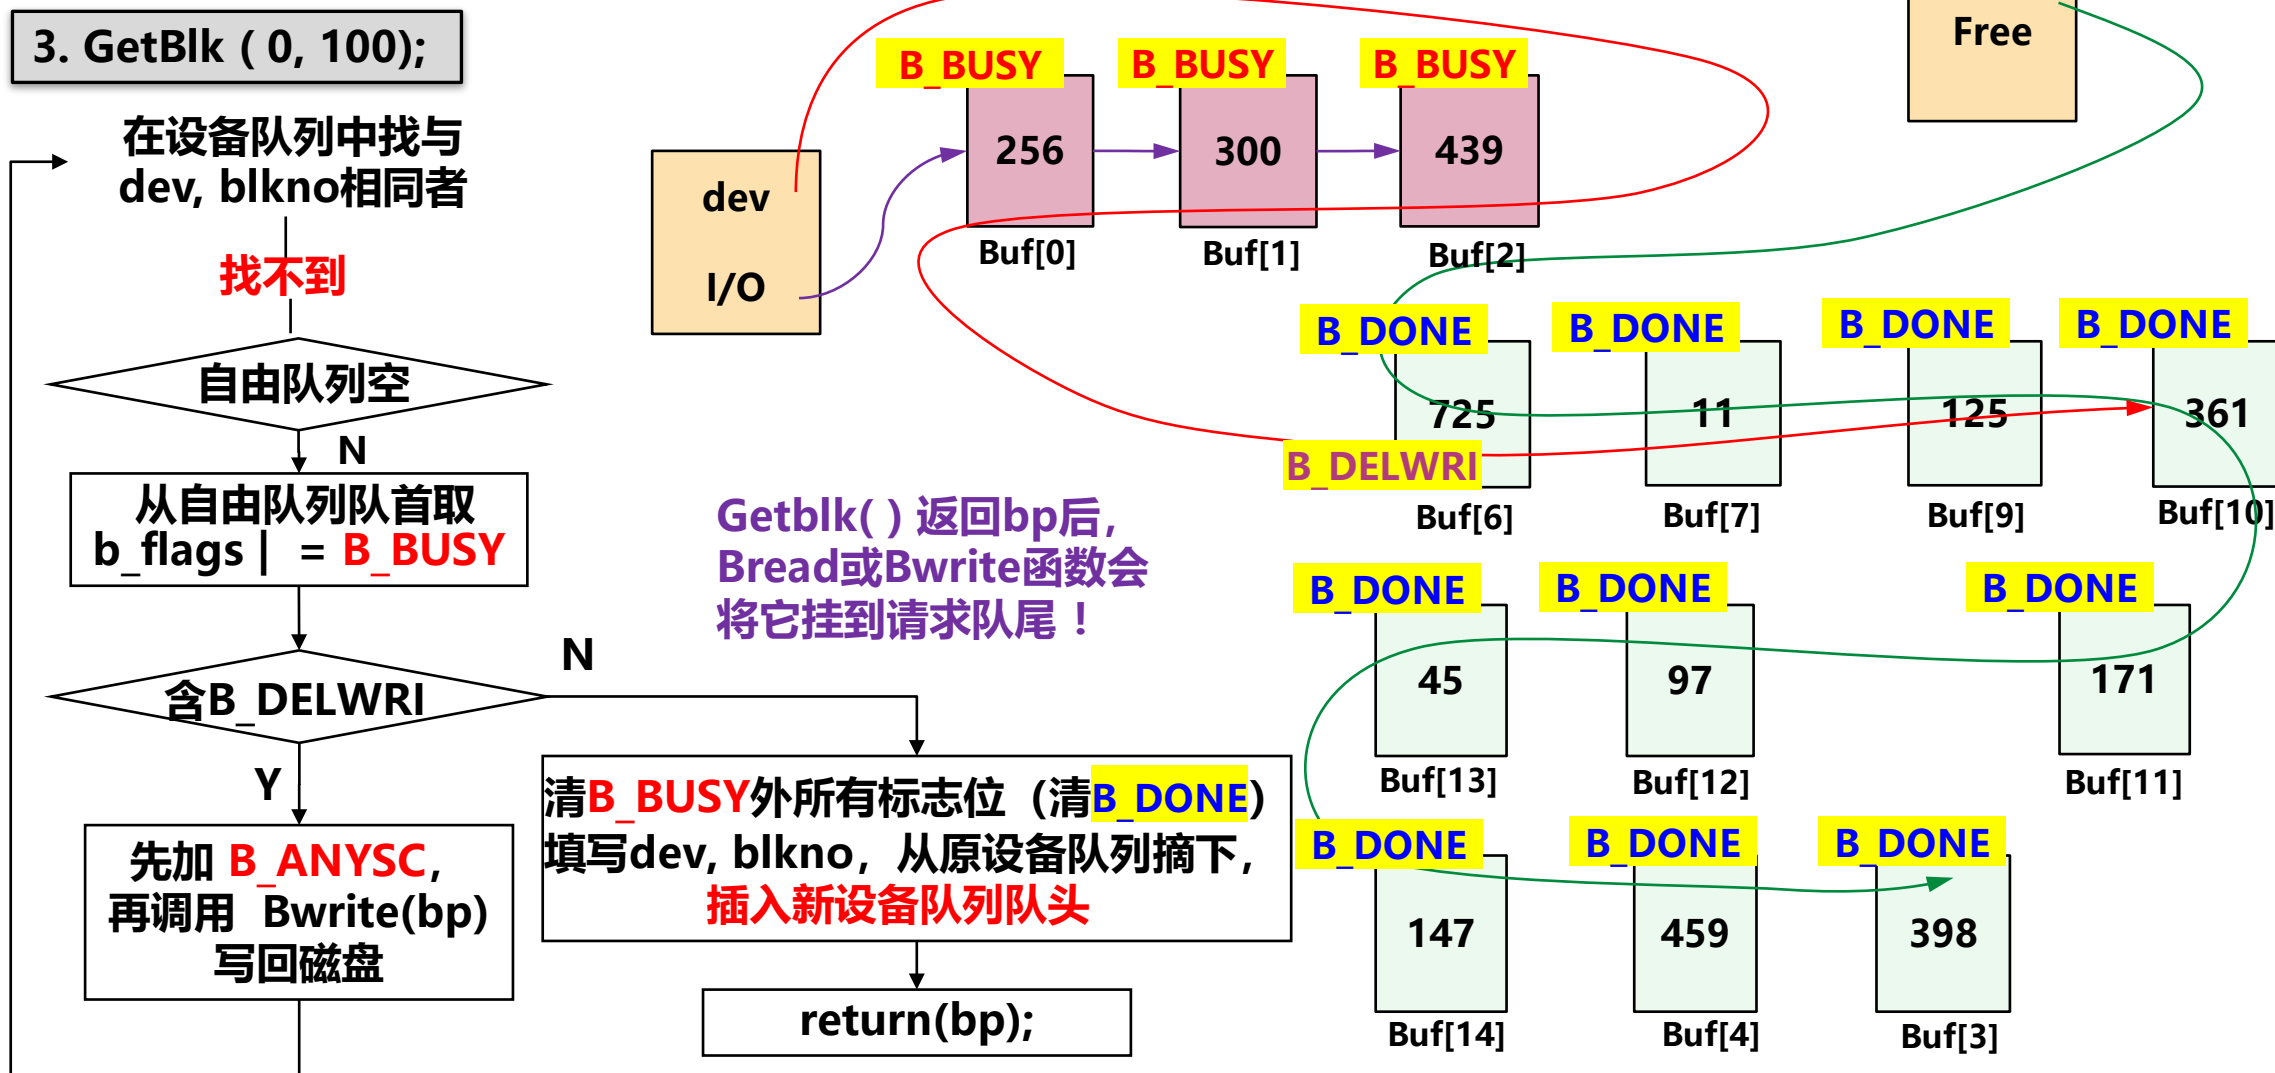 3. GetBlk ( 0, 100);
在设备队列中找与
dev, blkno相同者
找不到
自由队列空
N
从自由队列队首取
b_flags |  = B_BUSY
含B_DELWRI
N
Y
先加 B_ANYSC,
再调用 Bwrite(bp)
写回磁盘
清B_BUSY外所有标志位（清B_DONE）
填写dev, blkno，从原设备队列摘下，
插入新设备队列队头
return(bp);
Getblk( ) 返回bp后,
Bread或Bwrite函数会
将它挂到请求队尾！
dev
I/O
Free
B_BUSY
B_BUSY
B_BUSY
256
300
439
Buf[0]
Buf[1]
Buf[2]
B_DONE
B_DONE
B_DONE
B_DONE
725
11
125
361
B_DELWRI
Buf[6]
Buf[7]
Buf[9]
Buf[10]
B_DONE
B_DONE
B_DONE
45
97
171
Buf[13]
Buf[12]
Buf[11]
B_DONE
B_DONE
B_DONE
147
459
398
Buf[14]
Buf[4]
Buf[3]